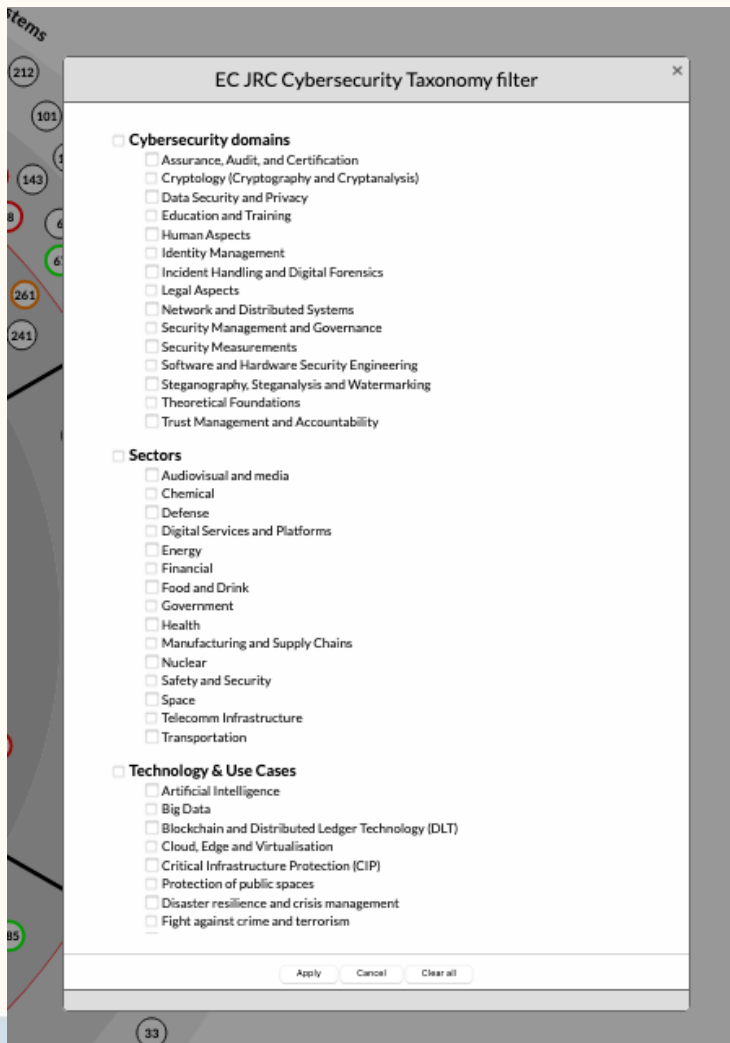 stems
212
101
143
8
6
6
261
241
85
33
EC JRC Cybersecurity Taxonomy filter
×
Cybersecurity domains
Assurance, Audit, and Certification
Cryptology (Cryptography and Cryptanalysis)
Data Security and Privacy
Education and Training
Human Aspects
Identity Management
Incident Handling and Digital Forensics
Legal Aspects
Network and Distributed Systems
Security Management and Governance
Security Measurements
Software and Hardware Security Engineering
Steganography, Steganalysis and Watermarking
Theoretical Foundations
Trust Management and Accountability
Sectors
Audiovisual and media
Chemical
Defense
Digital Services and Platforms
Energy
Financial
Food and Drink
Government
Health
Manufacturing and Supply Chains
Nuclear
Safety and Security
Space
Telecomm Infrastructure
Transportation
Technology & Use Cases
Artificial Intelligence
Big Data
Blockchain and Distributed Ledger Technology (DLT)
Cloud, Edge and Virtualisation
Critical Infrastructure Protection (CIP)
Protection of public spaces
Disaster resilience and crisis management
Fight against crime and terrorism
Apply Cancel Clear all